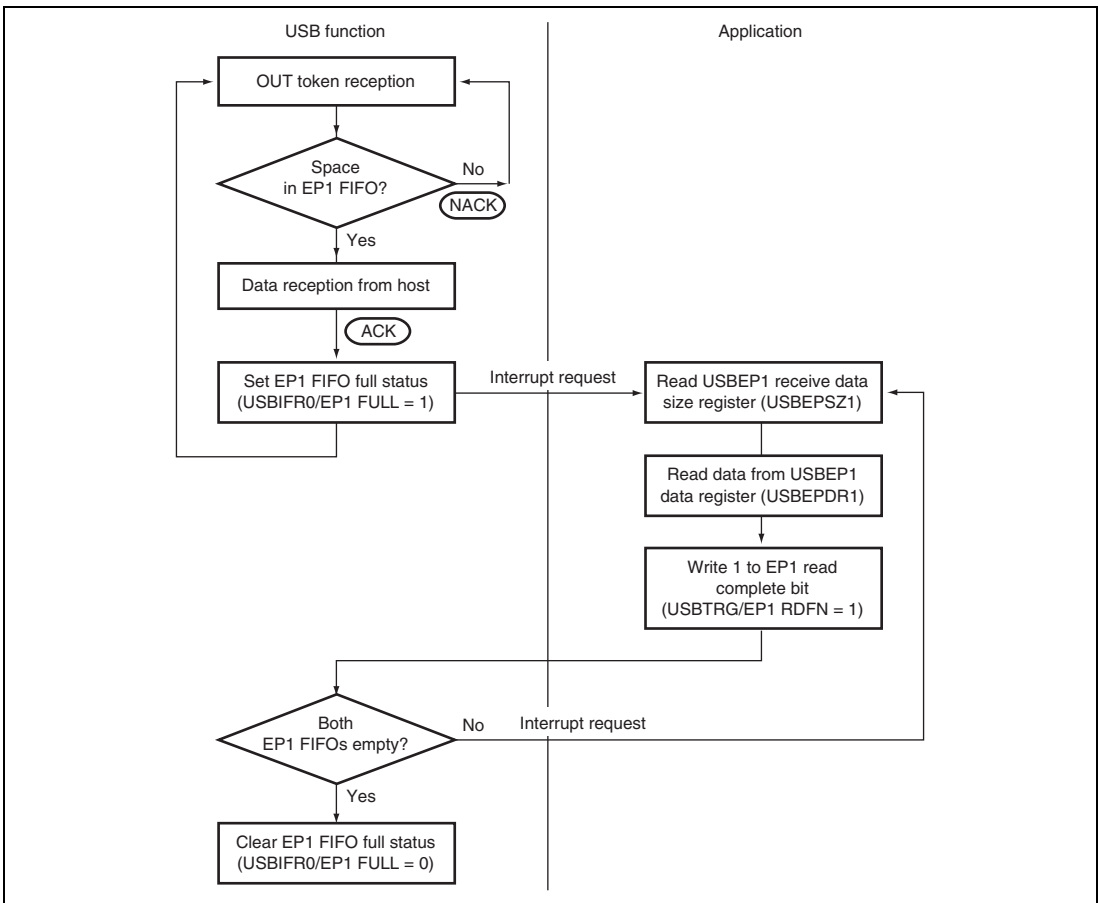 USB function
Application
OUT token reception
Space
in EP1 FIFO?
No
NACK
Yes
Data reception from host
ACK
Set EP1 FIFO full status
(USBIFR0/EP1 FULL = 1)
Interrupt request
Read USBEP1 receive data
size register (USBEPSZ1)
Read data from USBEP1
data register (USBEPDR1)
Write 1 to EP1 read
complete bit
(USBTRG/EP1 RDFN = 1)
Both
EP1 FIFOs empty?
No
Interrupt request
Yes
Clear EP1 FIFO full status
(USBIFR0/EP1 FULL = 0)